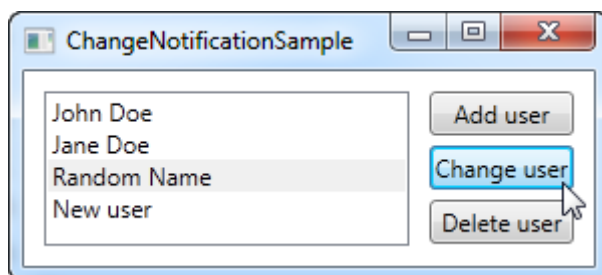 ChangeNotificationSample
John Doe
Jane Doe
Random Name
New user
Add user
Change user
Delete user